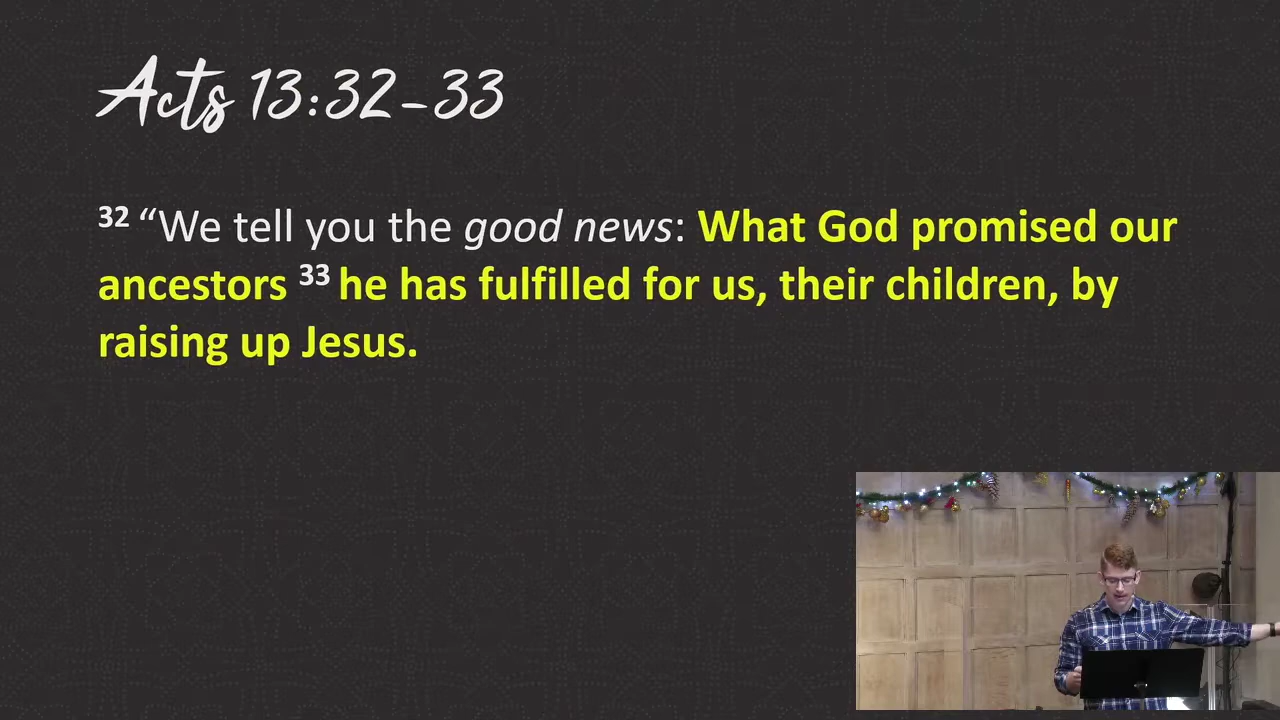 Acts 13:32-33
32 “We tell you the good news: What God promised our
ancestors 33 he has fulfilled for us, their children, by
raising up Jesus.